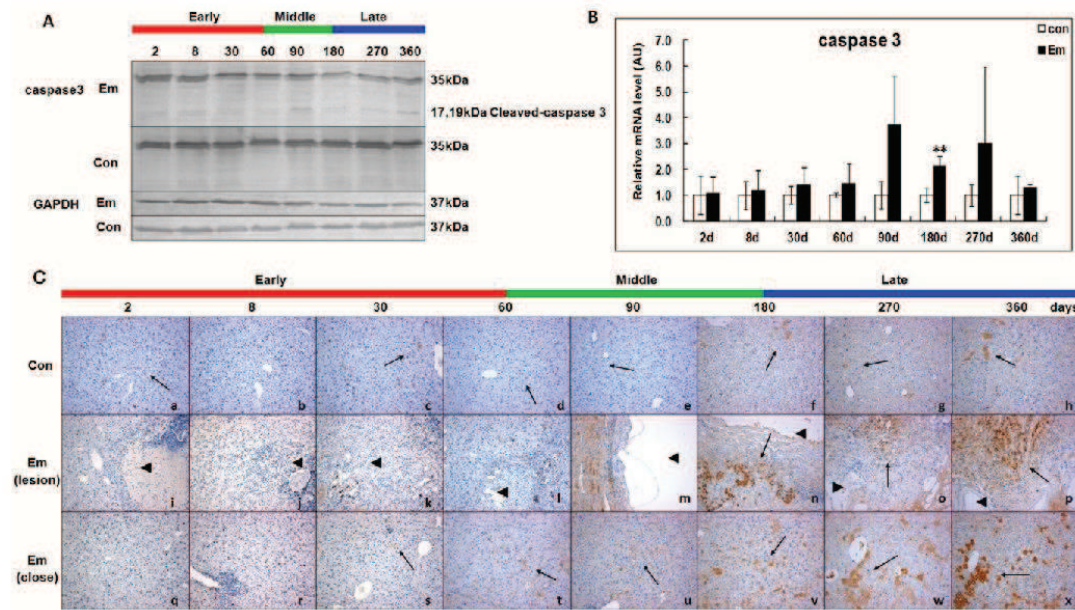 A
Early Middle Late
2 8 30 60 90 180 270 360
caspase3 Em 35kDa
17.19kDa Cleaved-caspase 3
Con 35kDa
GAPDH Em 37kDa
Con 37kDa
B
caspase 3
con
Em
Relative mRNA level (AU)
7.0
6.0
5.0
4.0
3.0
2.0
1.0
0.0
**
2d 8d 30d 60d 90d 180d 270d 360d
C
Early Middle Late
2 8 30 60 90 180 270 360 days
Con a b c d e f g h
Em (lesion) i j k l m n o p
Em (close) q r s t u v w x